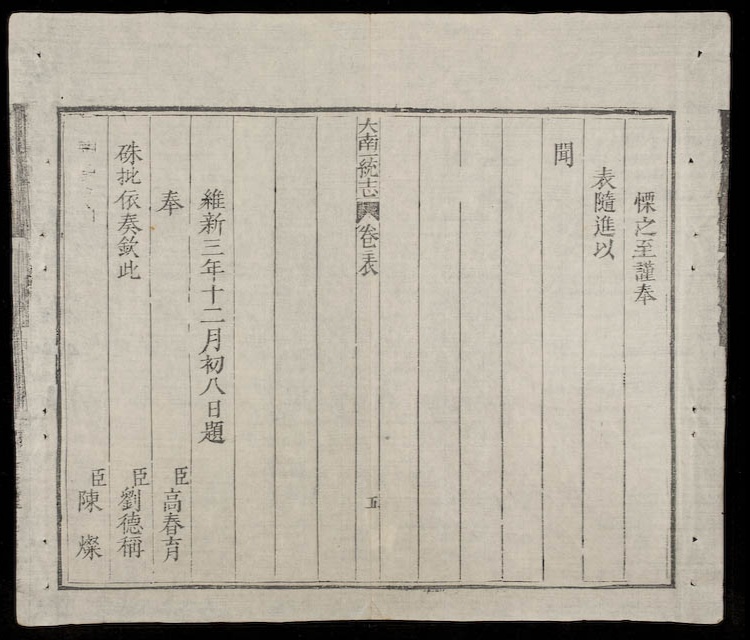 慄之至謹奉
表隨進以
聞
大南一統志 卷之表
五
維新三年十二月初八日題
奉
硃批依奏欽此
臣高春育
臣劉德稱
臣陳燦